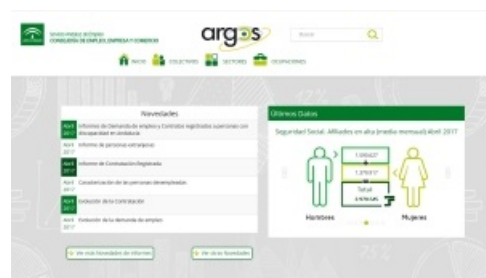 Servicio Andaluz de Empleo
CONSEJERÍA DE EMPLEO, EMPRESA Y COMERCIO
argos
Buscar
INICIO COLECTIVOS SECTORES OCUPACIONES
Novedades
Abril 2017 Informes de Demanda de empleo y Contratos registrados a personas con discapacidad en Andalucía
Abril 2017 Informe de personas extranjeras
Abril 2017 Informe de Contratación Registrada
Abril 2017 Caracterización de las personas desempleadas
Abril 2017 Evolución de la Contratación
Abril 2017 Evolución de la demanda de empleo
Ver más Novedades de Informes
Ver otras Novedades
Últimos Datos
Seguridad Social. Afiliados en alta (media mensual) Abril 2017
Total
Hombres
Mujeres